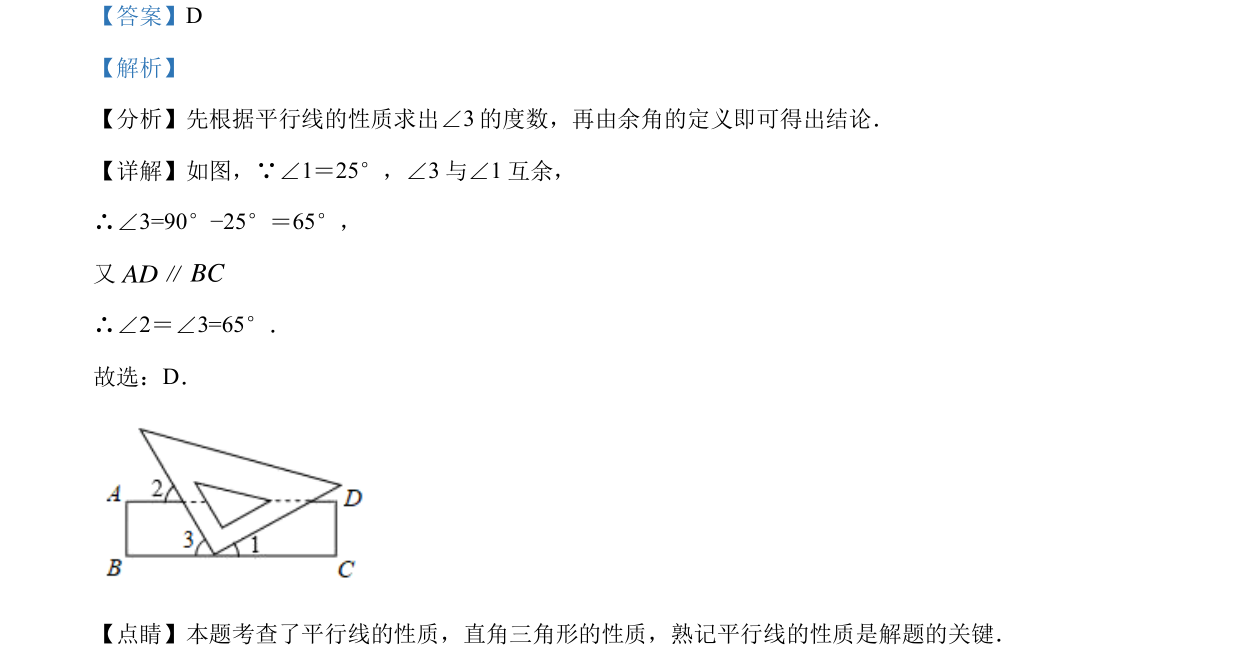 【答案】D
【解析】
【分析】先根据平行线的性质求出∠3的度数，再由余角的定义即可得出结论．
【详解】如图，∵∠1＝25°，∠3与∠1互余，
∴∠3=90°−25°＝65°，
又AD∥BC
∴∠2＝∠3=65°．
故选：D．
A 2 D
3 1
B C
【点睛】本题考查了平行线的性质，直角三角形的性质，熟记平行线的性质是解题的关键．